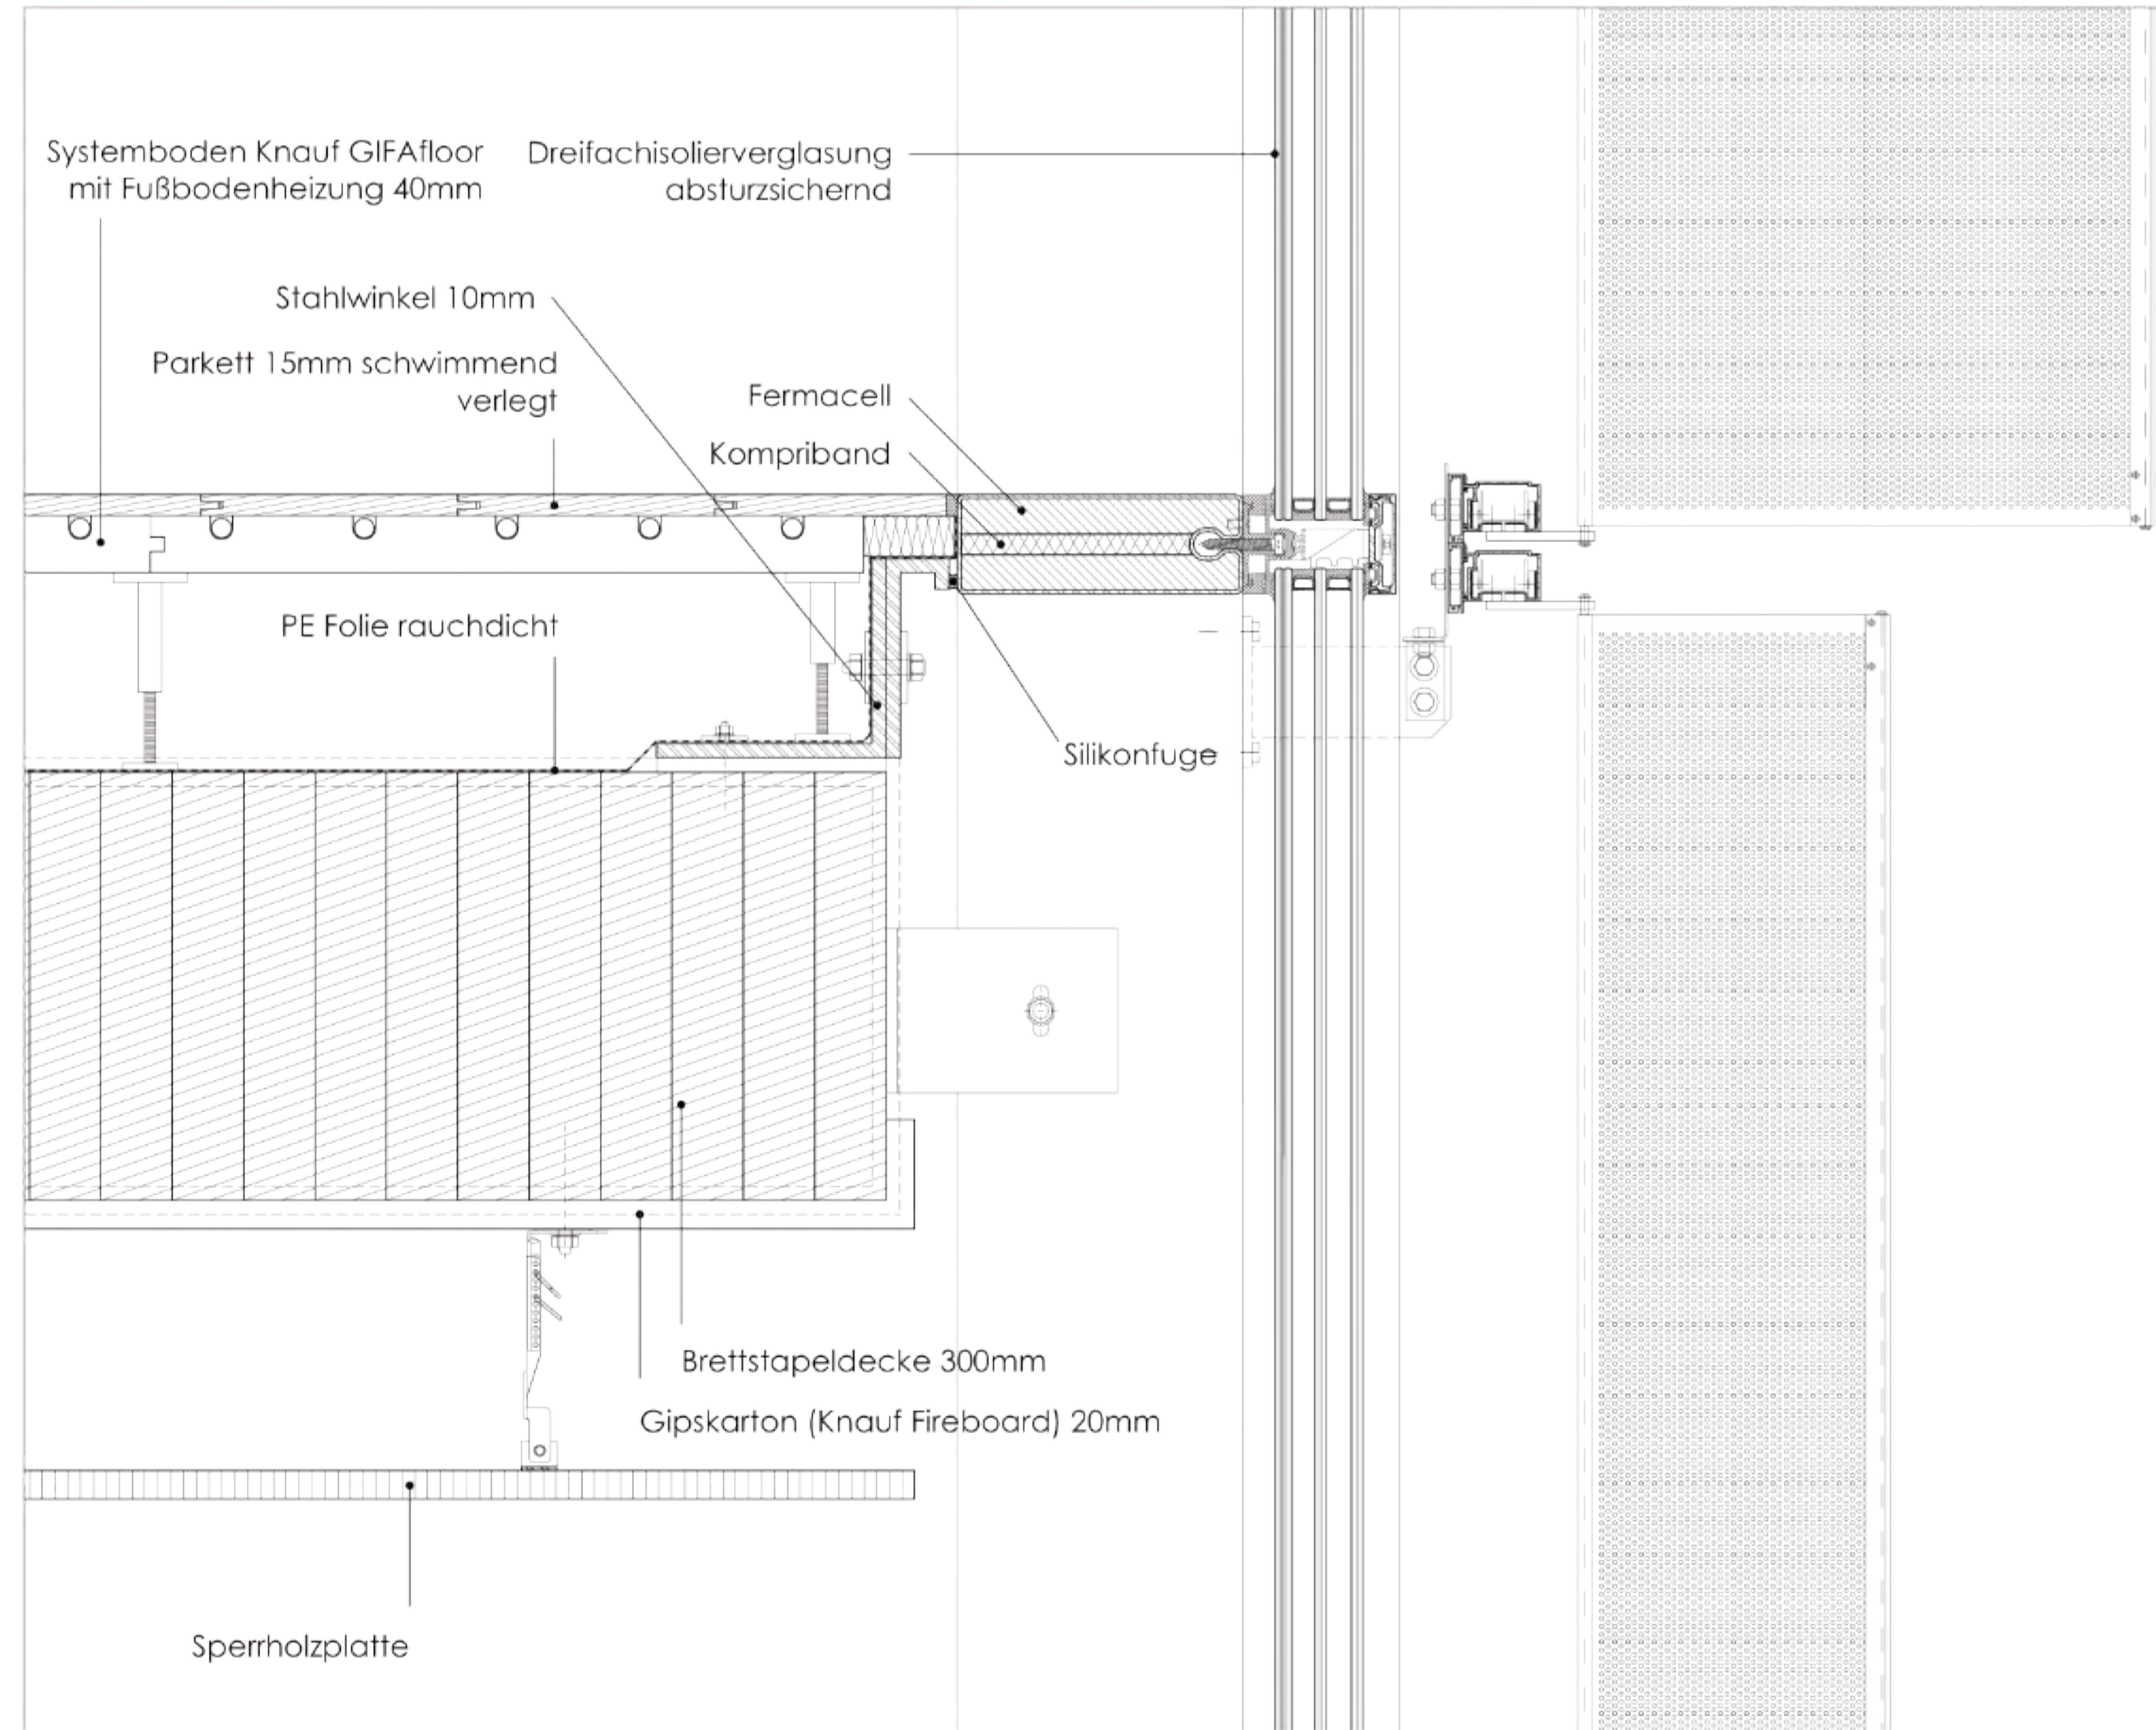 Systemboden Knauf GIFAfloor
mit Fußbodenheizung 40mm
Dreifachisolierverglasung
absturzsichernd
Stahlwinkel 10mm
Parkett 15mm schwimmend
verlegt
Fermacell
Kompriband
PE Folie rauchdicht
Silikonfuge
Brettstapeldecke 300mm
Gipskarton (Knauf Fireboard) 20mm
Sperrholzplatte